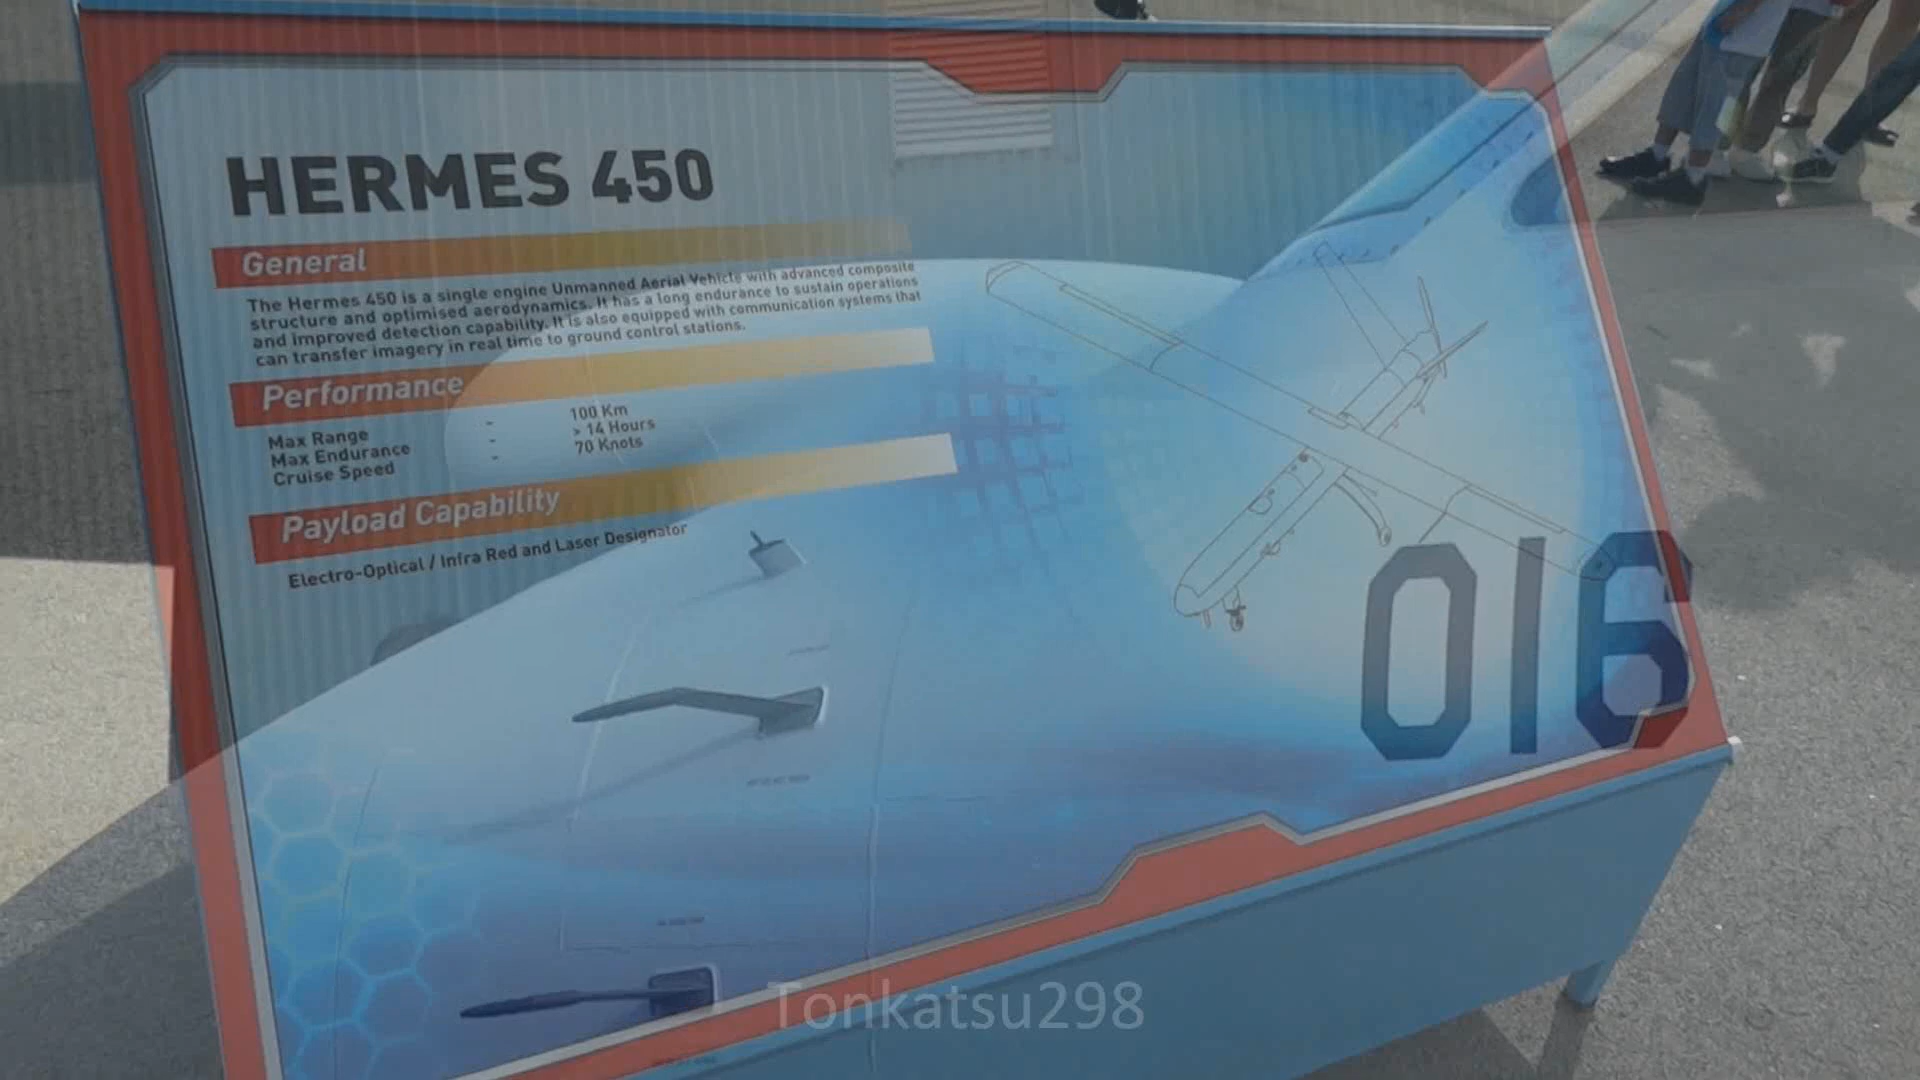 HERMES 450
General
The Hermes 450 is a single engine Unmanned Aerial Vehicle with advanced composite
structure and optimised aerodynamics. It has a long endurance to sustain operations
and improved detection capability. It is also equipped with communication systems that
can transfer imagery in real time to ground control stations.
Performance
Max Range - 100 Km
Max Endurance - > 14 Hours
Cruise Speed - 70 Knots
Payload Capability
Electro-Optical / Infra Red and Laser Designator
016
Tonkatsu298